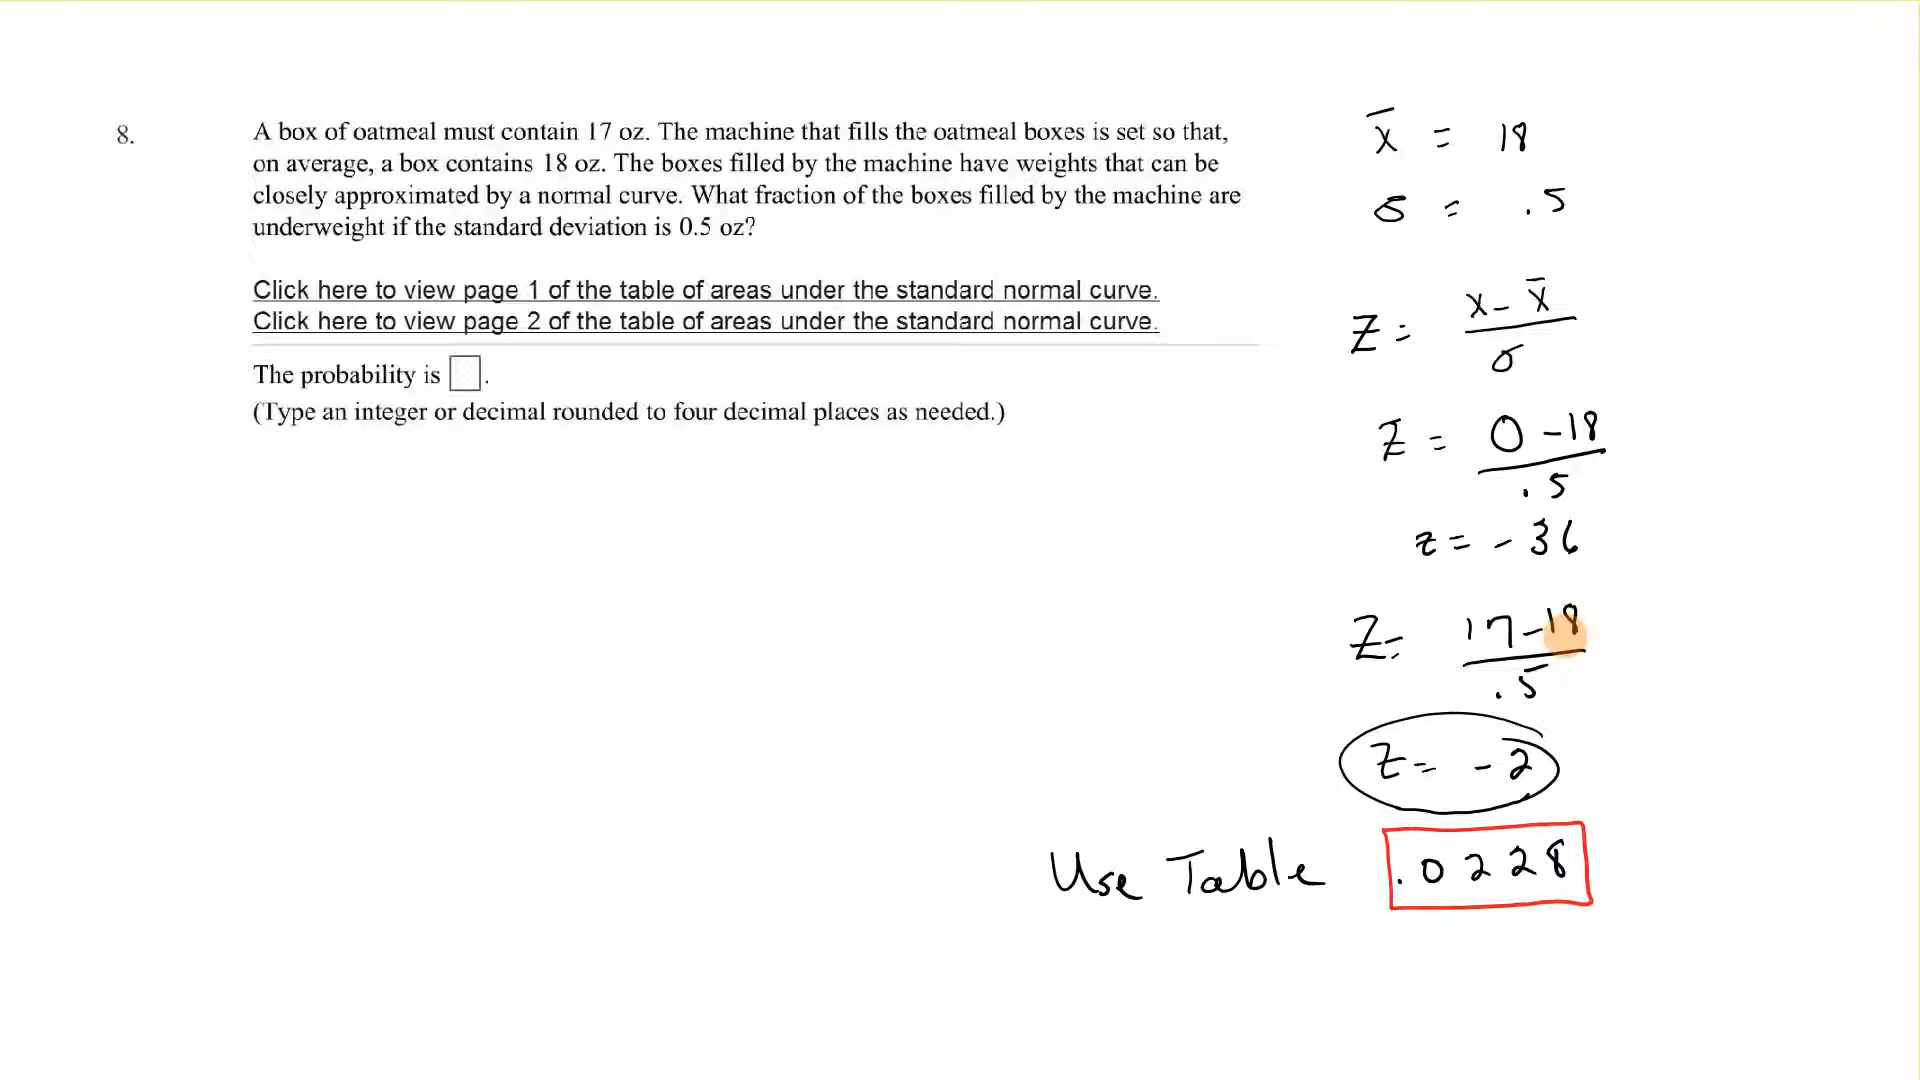 8.
A box of oatmeal must contain 17 oz. The machine that fills the oatmeal boxes is set so that,
on average, a box contains 18 oz. The boxes filled by the machine have weights that can be
closely approximated by a normal curve. What fraction of the boxes filled by the machine are
underweight if the standard deviation is 0.5 oz?
Click here to view page 1 of the table of areas under the standard normal curve.
Click here to view page 2 of the table of areas under the standard normal curve.
The probability is .
(Type an integer or decimal rounded to four decimal places as needed.)
x̅ = 18
σ = .5
Z = x - x̅
σ
Z = 0 - 18
.5
z = - 36
Z = 17 - 18
.5
Z = - 2
Use Table .0228